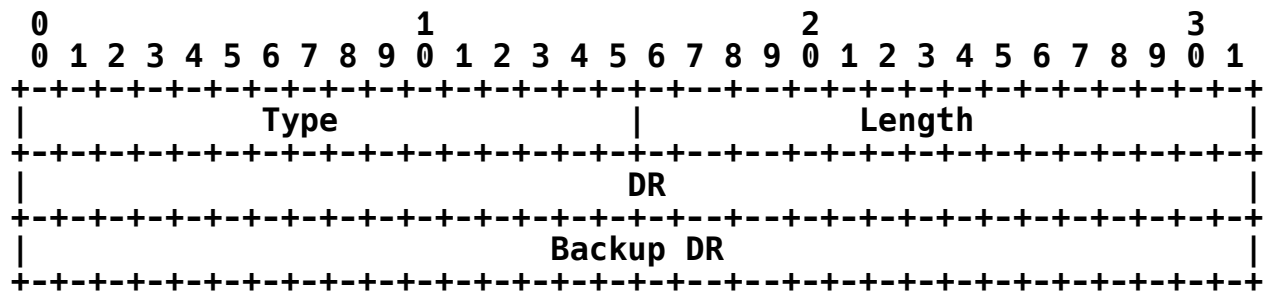 0                   1                   2                   3
 0 1 2 3 4 5 6 7 8 9 0 1 2 3 4 5 6 7 8 9 0 1 2 3 4 5 6 7 8 9 0 1
+-+-+-+-+-+-+-+-+-+-+-+-+-+-+-+-+-+--+--+-+-+-+-+-+-+-+-+-+-+-+-+
|            Type               |           Length              |
+-+-+-+-+-+-+-+-+-+-+-+-+-+-+-+-+-+--+--+-+-+-+-+-+-+-+-+-+-+-+-+
|                               DR                              |
+-+-+-+-+-+-+-+-+-+-+-+-+-+-+-+-+-+--+--+-+-+-+-+-+-+-+-+-+-+-+-+
|                           Backup DR                           |
+-+-+-+-+-+-+-+-+-+-+-+-+-+-+-+-+-+--+--+-+-+-+-+-+-+-+-+-+-+-+-+